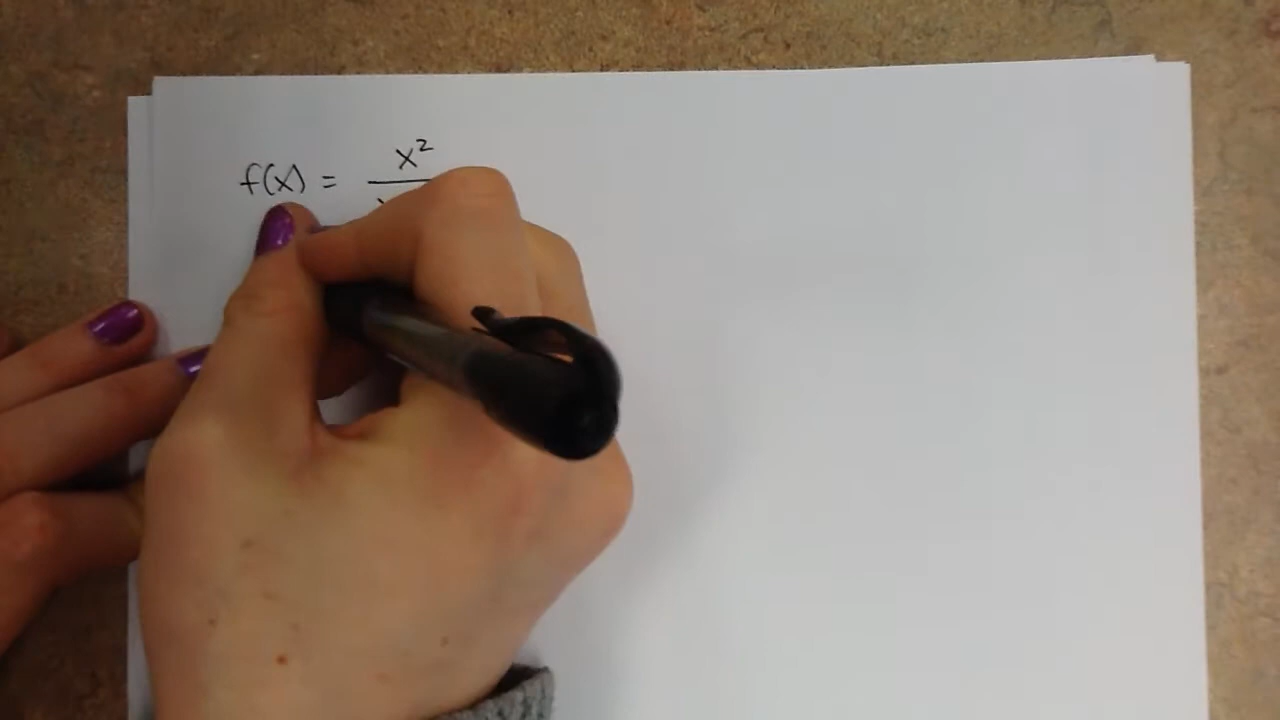 f(x) = x²/